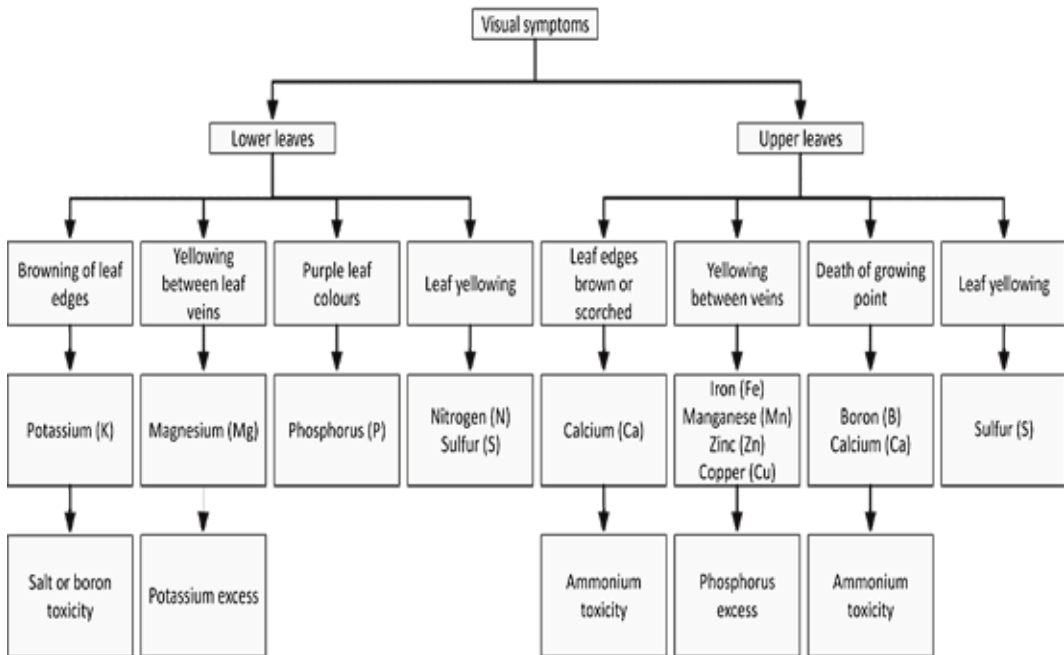 Visual symptoms
Lower leaves
Upper leaves
Browning of leaf
edges
Yellowing
between leaf
veins
Purple leaf
colours
Leaf yellowing
Leaf edges
brown or
scorched
Yellowing
between veins
Death of growing
point
Leaf yellowing
Potassium (K)
Magnesium (Mg)
Phosphorus (P)
Nitrogen (N)
Sulfur (S)
Calcium (Ca)
Iron (Fe)
Manganese (Mn)
Zinc (Zn)
Copper (Cu)
Boron (B)
Calcium (Ca)
Sulfur (S)
Salt or boron
toxicity
Potassium excess
Ammonium
toxicity
Phosphorus
excess
Ammonium
toxicity